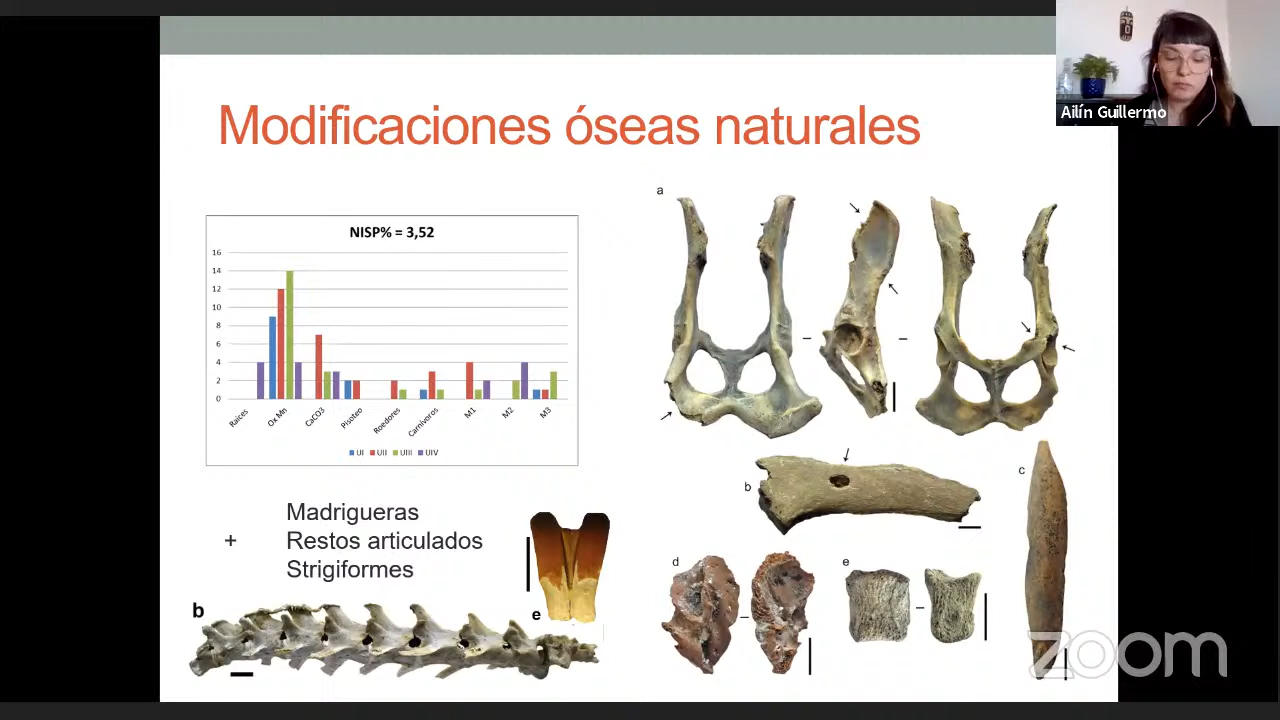 Modificaciones óseas naturales
Ailín Guillermo
NISP% = 3,52
16
14
12
10
8
6
4
2
0
Raíces
Ox Mn
CaCO3
Pisoteo
Roedores
Carnívoros
M1
M2
M3
UI UII UIII UIV
+
Madrigueras
Restos articulados
Strigiformes
b
e
a
b
c
d
e
zoom